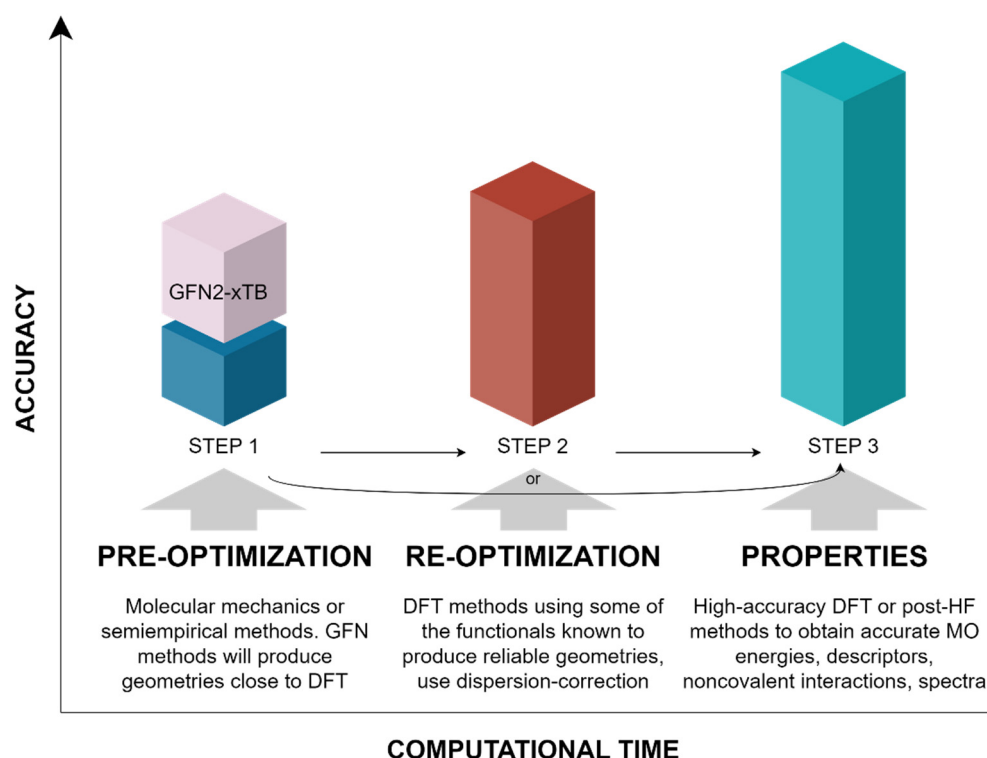 ACCURACY
GFN2-xTB
STEP 1
STEP 2
STEP 3
or
PRE-OPTIMIZATION
Molecular mechanics or
semiempirical methods. GFN
methods will produce
geometries close to DFT
RE-OPTIMIZATION
DFT methods using some of
the functionals known to
produce reliable geometries,
use dispersion-correction
PROPERTIES
High-accuracy DFT or post-HF
methods to obtain accurate MO
energies, descriptors,
noncovalent interactions, spectra
COMPUTATIONAL TIME